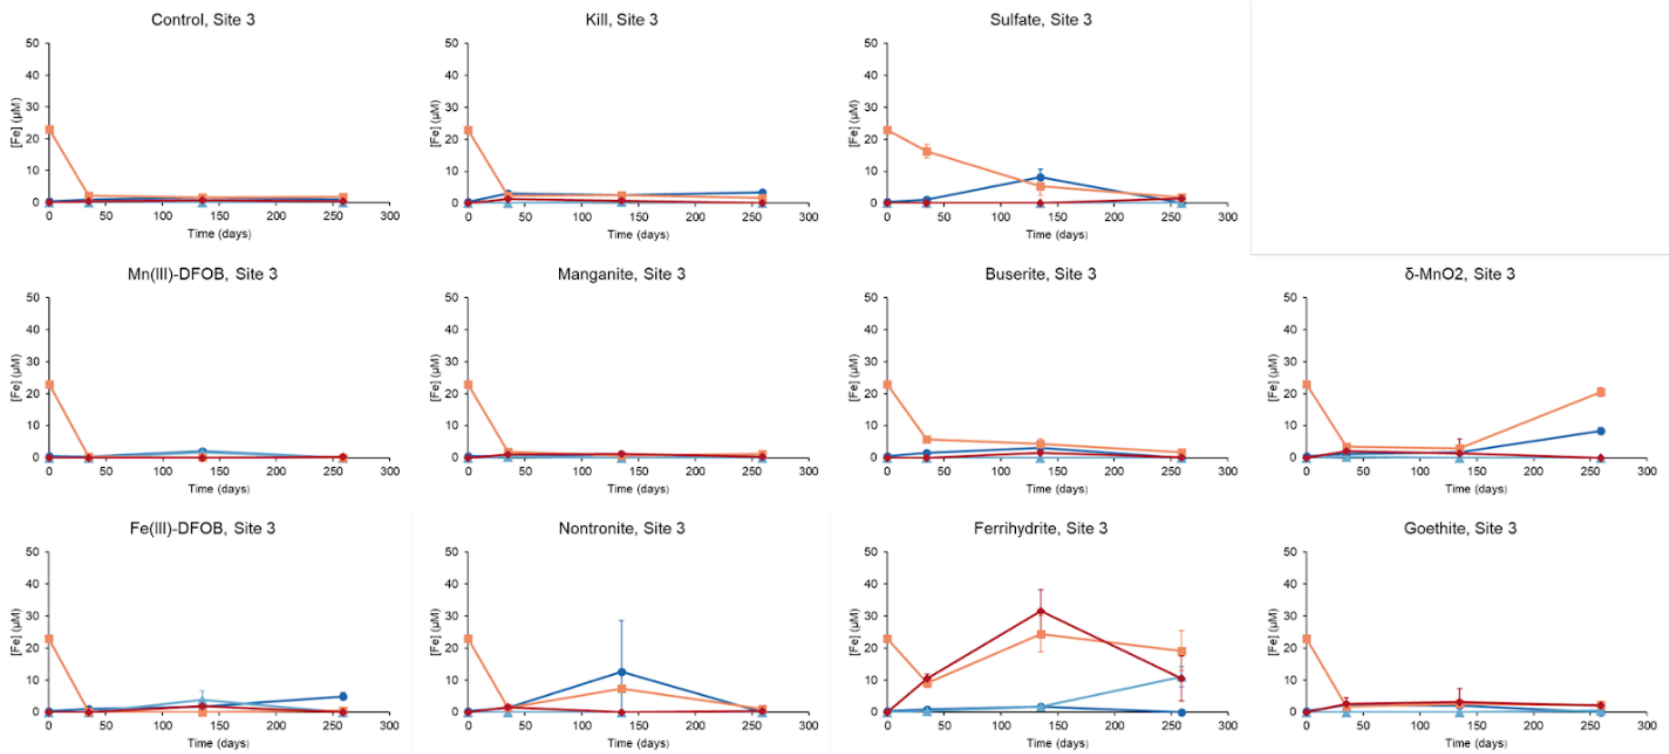 Control, Site 3
50
40
30
20
10
0
[Fe] (µM)
0 50 100 150 200 250 300
Time (days)
Kill, Site 3
50
40
30
20
10
0
[Fe] (µM)
0 50 100 150 200 250 300
Time (days)
Sulfate, Site 3
50
40
30
20
10
0
[Fe] (µM)
0 50 100 150 200 250 300
Time (days)
Mn(III)-DFOB, Site 3
50
40
30
20
10
0
[Fe] (µM)
0 50 100 150 200 250 300
Time (days)
Manganite, Site 3
50
40
30
20
10
0
[Fe] (µM)
0 50 100 150 200 250 300
Time (days)
Buserite, Site 3
50
40
30
20
10
0
[Fe] (µM)
0 50 100 150 200 250 300
Time (days)
δ-MnO2, Site 3
50
40
30
20
10
0
[Fe] (µM)
0 50 100 150 200 250 300
Time (days)
Fe(III)-DFOB, Site 3
50
40
30
20
10
0
[Fe] (µM)
0 50 100 150 200 250 300
Time (days)
Nontronite, Site 3
50
40
30
20
10
0
[Fe] (µM)
0 50 100 150 200 250 300
Time (days)
Ferrihydrite, Site 3
50
40
30
20
10
0
[Fe] (µM)
0 50 100 150 200 250 300
Time (days)
Goethite, Site 3
50
40
30
20
10
0
[Fe] (µM)
0 50 100 150 200 250 300
Time (days)